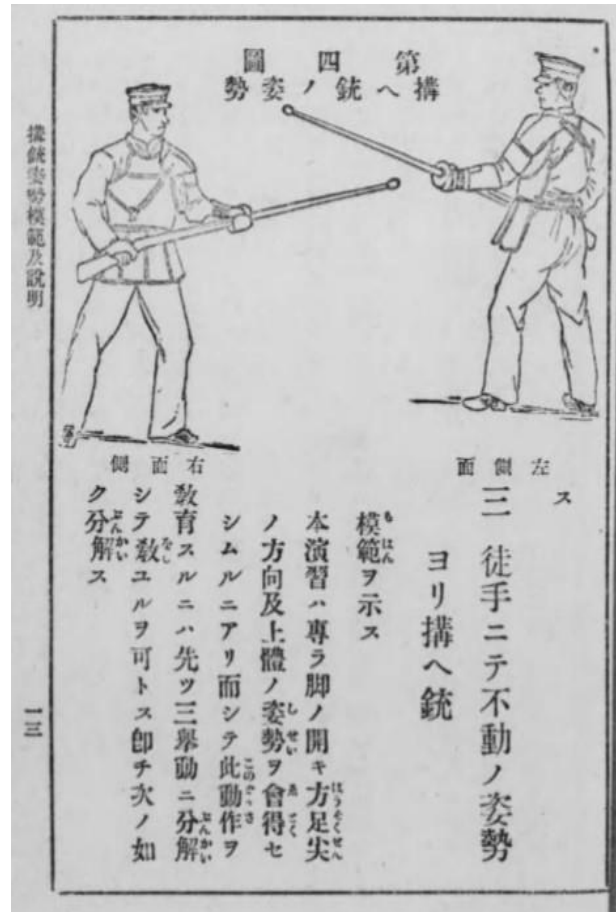 第四圖
構ヘ銃ノ姿勢
左側面
右面側
ス
三 徒手ニテ不動ノ姿勢
ヨリ構ヘ銃
模範ヲ示ス
本演習ハ專ラ脚ノ開キ方足尖
ノ方向及上體ノ姿勢ヲ會得セ
シムルニアリ而シテ此動作ヲ
敎育スルニハ先ツ三擧動ニ分解
シテ敎ユルヲ可トス卽チ次ノ如
ク分解ス
構銃姿勢模範及說明
一三